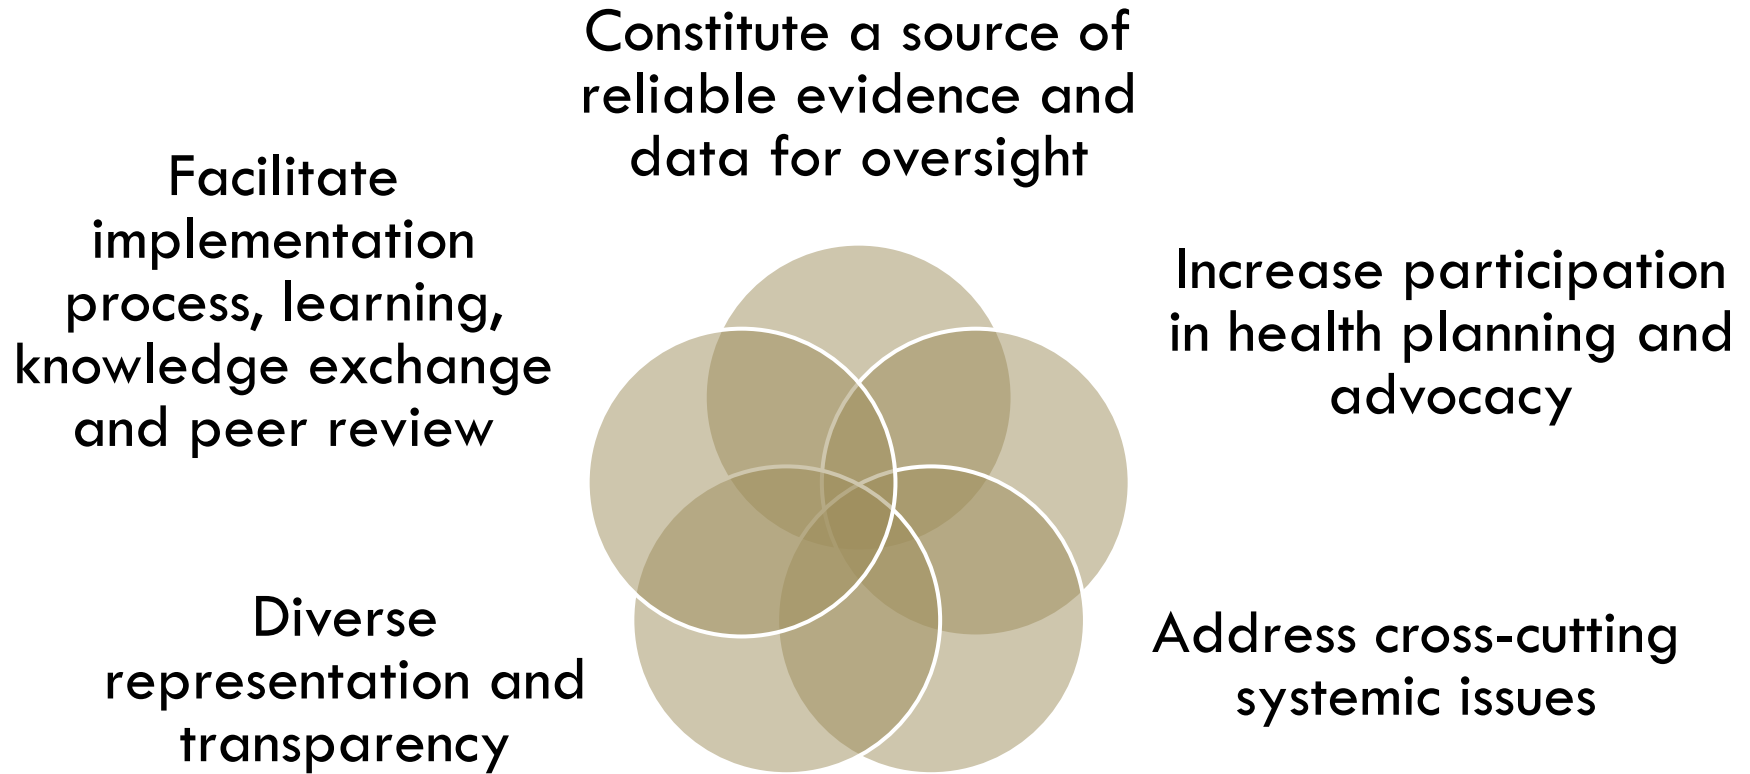 Constitute a source of
reliable evidence and
data for oversight
Increase participation
in health planning and
advocacy
Address cross-cutting
systemic issues
Diverse
representation and
transparency
Facilitate
implementation
process, learning,
knowledge exchange
and peer review